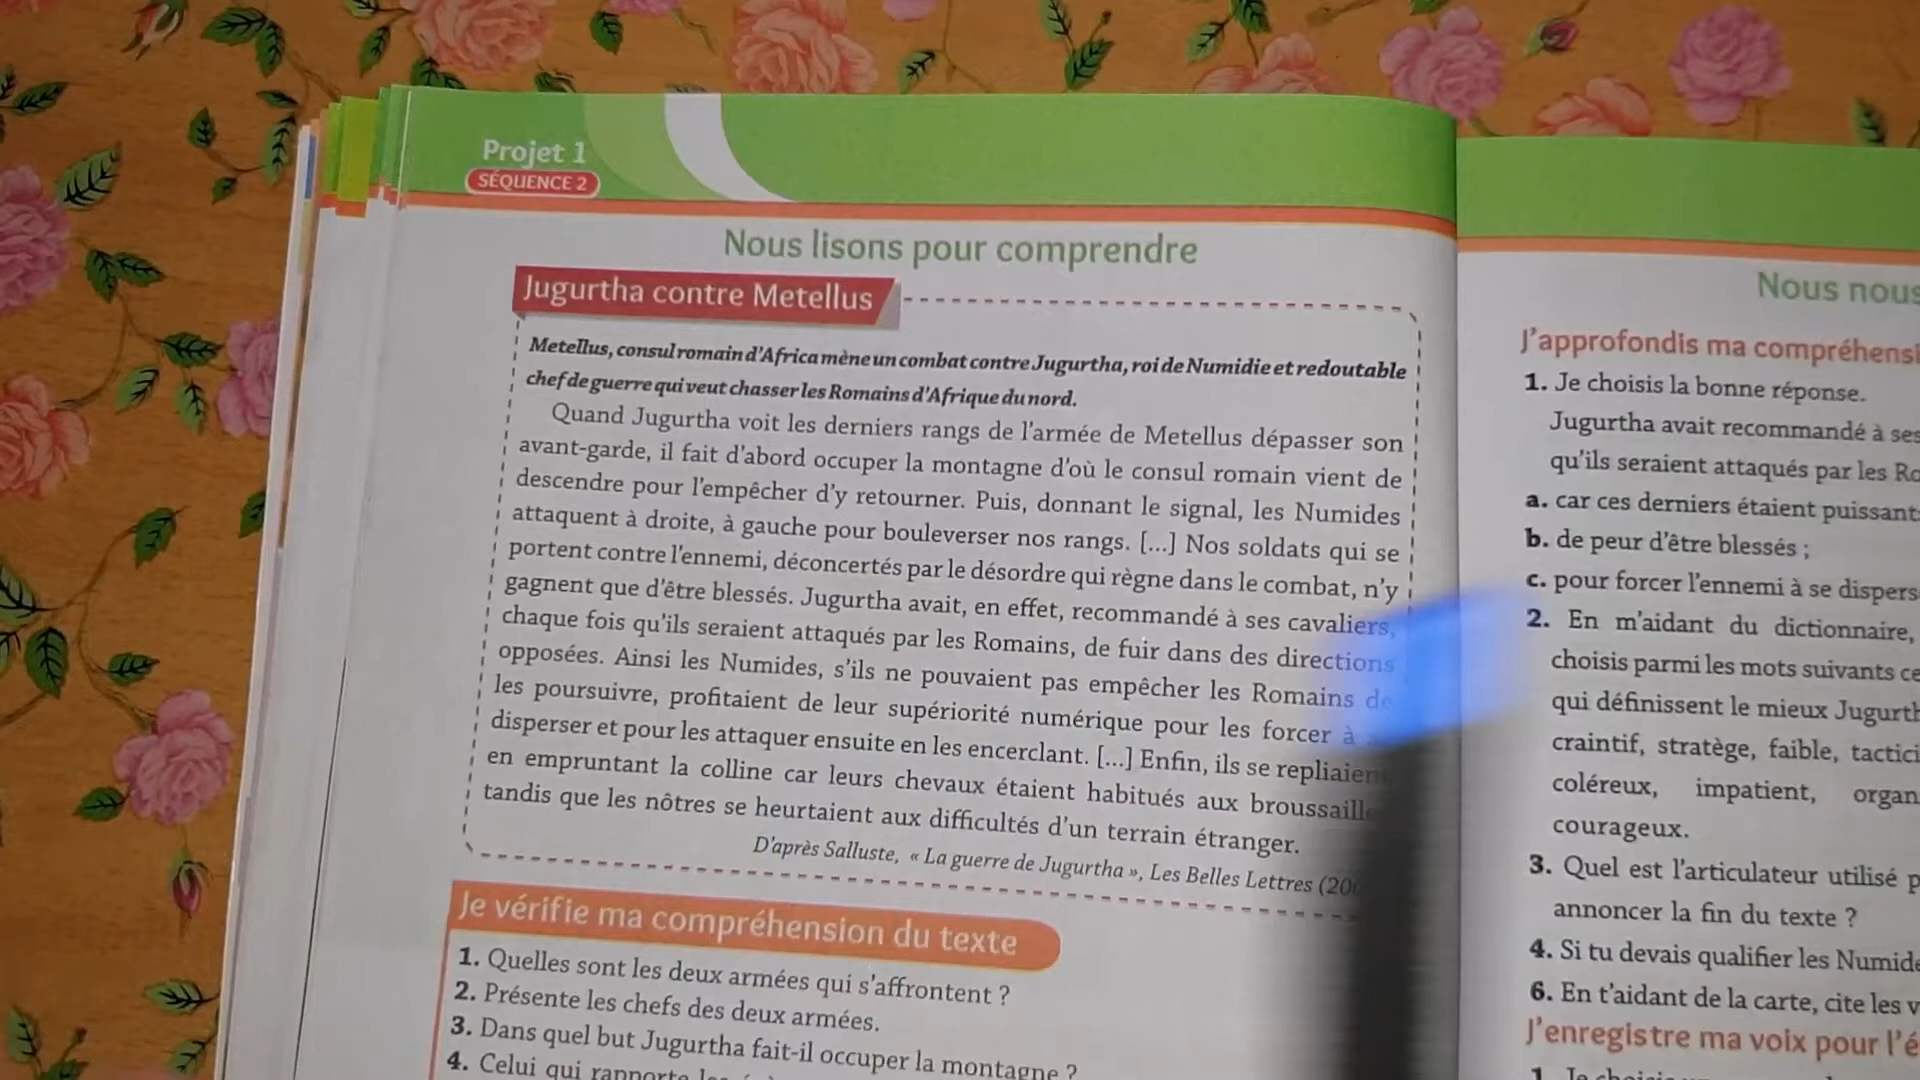 Projet 1
SÉQUENCE 2
Nous lisons pour comprendre
Jugurtha contre Metellus
Metellus, consul romain d'Africa mène un combat contre Jugurtha, roi de Numidie et redoutable
chef de guerre qui veut chasser les Romains d'Afrique du nord.
Quand Jugurtha voit les derniers rangs de l'armée de Metellus dépasser son
avant-garde, il fait d'abord occuper la montagne d'où le consul romain vient de
descendre pour l'empêcher d'y retourner. Puis, donnant le signal, les Numides
attaquent à droite, à gauche pour bouleverser nos rangs. [...] Nos soldats qui se
portent contre l'ennemi, déconcertés par le désordre qui règne dans le combat, n'y
gagnent que d'être blessés. Jugurtha avait, en effet, recommandé à ses cavaliers,
chaque fois qu'ils seraient attaqués par les Romains, de fuir dans des directions
opposées. Ainsi les Numides, s'ils ne pouvaient pas empêcher les Romains de
les poursuivre, profitaient de leur supériorité numérique pour les forcer à
disperser et pour les attaquer ensuite en les encerclant. [...] Enfin, ils se repliaien
en empruntant la colline car leurs chevaux étaient habitués aux broussaille
tandis que les nôtres se heurtaient aux difficultés d'un terrain étranger.
D'après Salluste, « La guerre de Jugurtha », Les Belles Lettres (20
Je vérifie ma compréhension du texte
1. Quelles sont les deux armées qui s'affrontent ?
2. Présente les chefs des deux armées.
3. Dans quel but Jugurtha fait-il occuper la montagne ?
4. Celui qui rapporte
Nous nous
J'approfondis ma compréhensi
1. Je choisis la bonne réponse.
Jugurtha avait recommandé à ses
qu'ils seraient attaqués par les Ro
a. car ces derniers étaient puissants
b. de peur d'être blessés ;
c. pour forcer l'ennemi à se dispers
2. En m'aidant du dictionnaire,
choisis parmi les mots suivants ce
qui définissent le mieux Jugurth
craintif, stratège, faible, tactici
coléreux, impatient, organ
courageux.
3. Quel est l'articulateur utilisé p
annoncer la fin du texte ?
4. Si tu devais qualifier les Numide
6. En t'aidant de la carte, cite les v
J'enregistre ma voix pour l'é
1. Je choisis